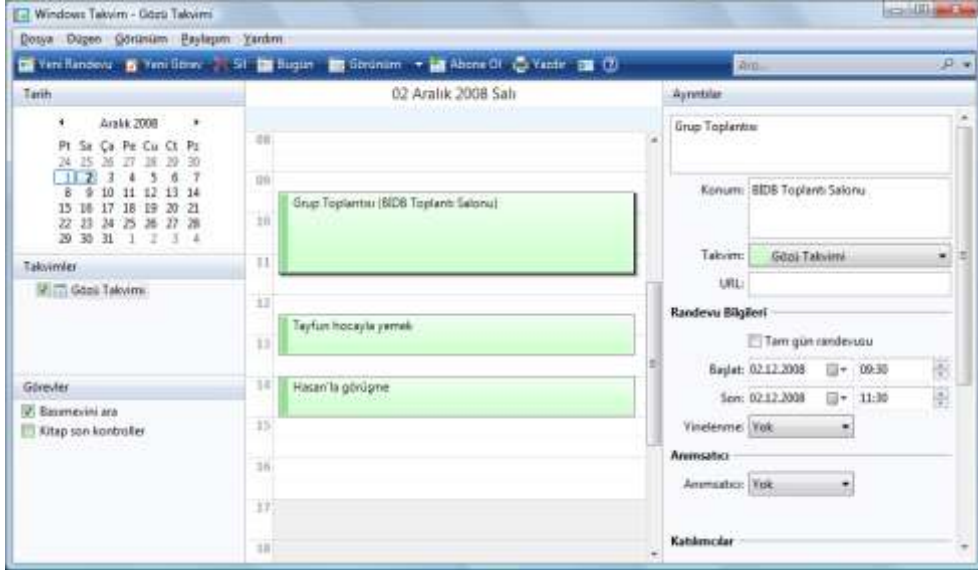 Windows Takvim - Gözü Takvimi
Dosya Düzen Görünüm Paylaşım Yardım
Yeni Randevu Yeni Görev Sil Bugün Görünüm Abone Ol Yazdır
Ara...
Tarih
Aralık 2008
Pt Sa Ça Pe Cu Ct Pz
24 25 26 27 28 29 30
1 2 3 4 5 6 7
8 9 10 11 12 13 14
15 16 17 18 19 20 21
22 23 24 25 26 27 28
29 30 31 1 2 3 4
Takvimler
Gözü Takvimi
Görevler
Basımevini ara
Kitap son kontroller
02 Aralık 2008 Salı
08
09
Grup Toplantısı (BİDB Toplantı Salonu)
10
11
12
Tayfun hocayla yemek
13
14
Hasan'la görüşme
15
16
17
18
Ayrıntılar
Grup Toplantısı
Konum: BİDB Toplantı Salonu
Takvim: Gözü Takvimi
URL:
Randevu Bilgileri
Tam gün randevusu
Başlat: 02.12.2008 09:30
Son: 02.12.2008 11:30
Yinelenme: Yok
Anımsatıcı
Anımsatıcı: Yok
Katılımcılar